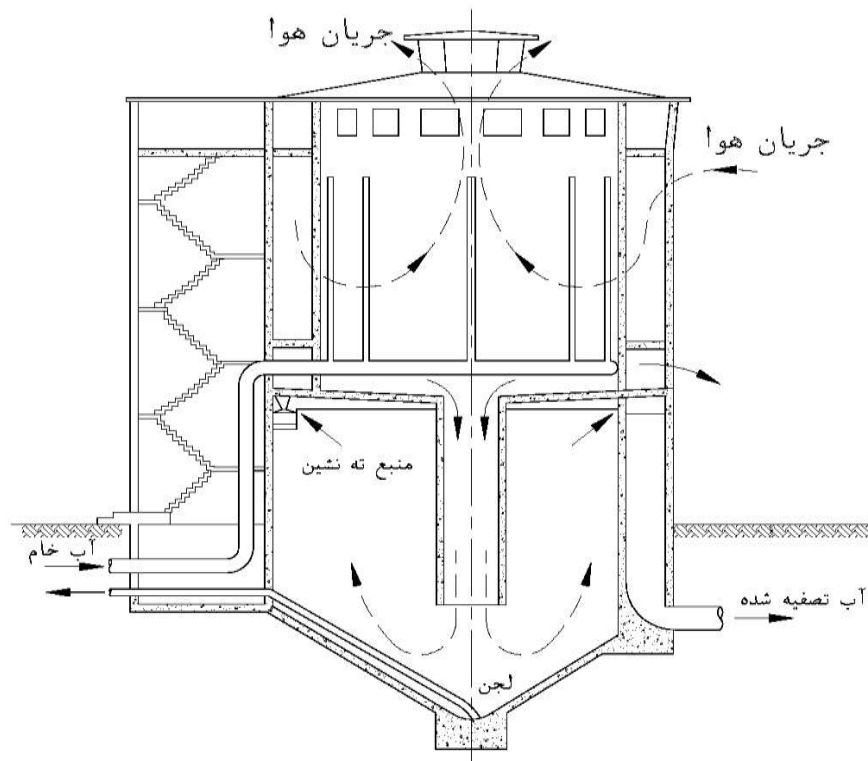 جریان هوا
جریان هوا
منبع ته نشین
آب خام
آب تصفیه شده
لجن